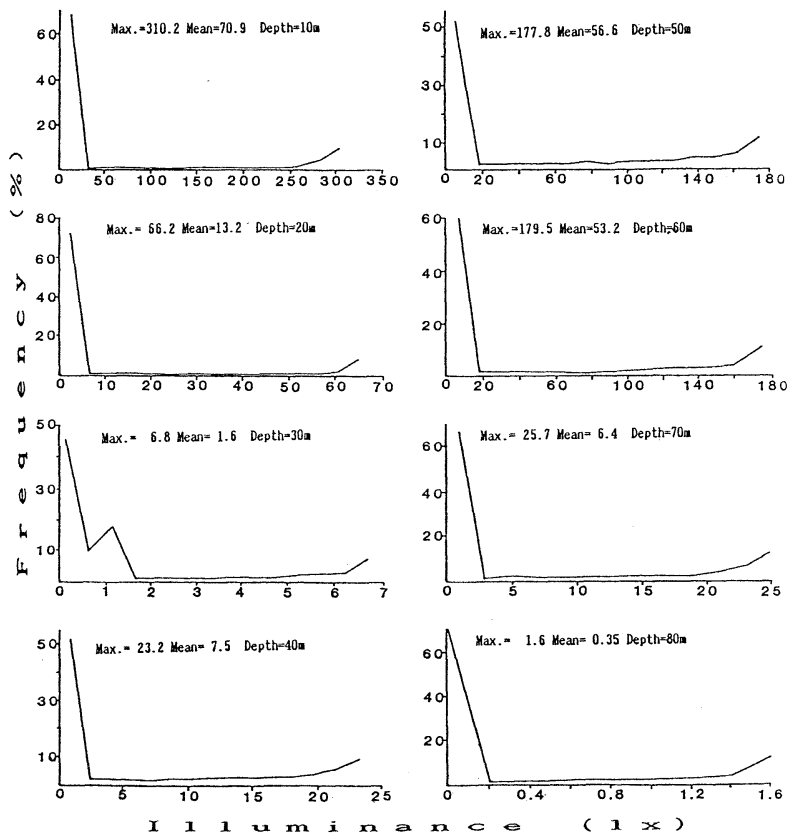 Frequency (%)
Max.=310.2 Mean=70.9 Depth=10m
60
40
20
0 50 100 150 200 250 300 350
Max.=177.8 Mean=56.6 Depth=50m
50
30
10
0 20 60 100 140 180
Max.= 66.2 Mean=13.2 Depth=20m
80
60
40
20
0 10 20 30 40 50 60 70
Max.=179.5 Mean=53.2 Depth=60m
60
40
20
0 20 60 100 140 180
Max.= 6.8 Mean= 1.6 Depth=30m
50
30
10
0 1 2 3 4 5 6 7
Max.= 25.7 Mean= 6.4 Depth=70m
60
40
20
0 5 10 15 20 25
Max.= 23.2 Mean= 7.5 Depth=40m
50
30
10
0 5 10 15 20 25
Max.= 1.6 Mean= 0.35 Depth=80m
60
40
20
0 0.4 0.8 1.2 1.6
Illuminance (lx)